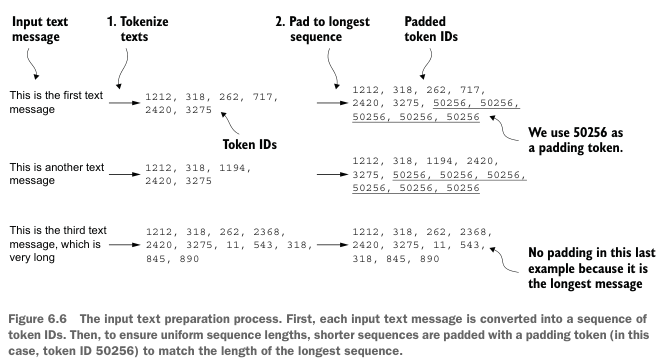 Input text
message
1. Tokenize
texts
2. Pad to longest
sequence
Padded
token IDs
This is the first text
message
1212, 318, 262, 717,
2420, 3275
Token IDs
1212, 318, 262, 717,
2420, 3275, 50256, 50256,
50256, 50256, 50256
We use 50256 as
a padding token.
This is another text
message
1212, 318, 1194,
2420, 3275
1212, 318, 1194, 2420,
3275, 50256, 50256, 50256,
50256, 50256, 50256
This is the third text
message, which is
very long
1212, 318, 262, 2368,
2420, 3275, 11, 543, 318,
845, 890
1212, 318, 262, 2368,
2420, 3275, 11, 543,
318, 845, 890
No padding in this last
example because it is
the longest message
Figure 6.6 The input text preparation process. First, each input text message is converted into a sequence of
token IDs. Then, to ensure uniform sequence lengths, shorter sequences are padded with a padding token (in this
case, token ID 50256) to match the length of the longest sequence.